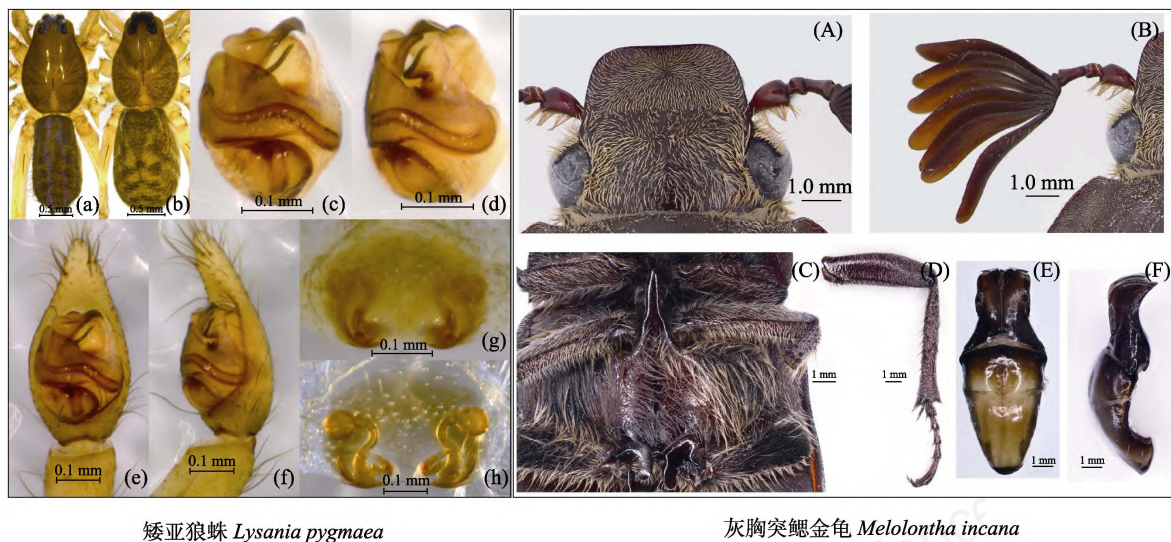 (a)
0.5 mm
(b)
0.5 mm
(c)
0.1 mm
(d)
0.1 mm
(e)
0.1 mm
(f)
0.1 mm
(g)
0.1 mm
(h)
0.1 mm
(A)
1.0 mm
(B)
1.0 mm
(C)
1 mm
(D)
1 mm
(E)
1 mm
(F)
1 mm
矮亚狼蛛 Lysania pygmaea
灰胸突鳃金龟 Melolontha incana